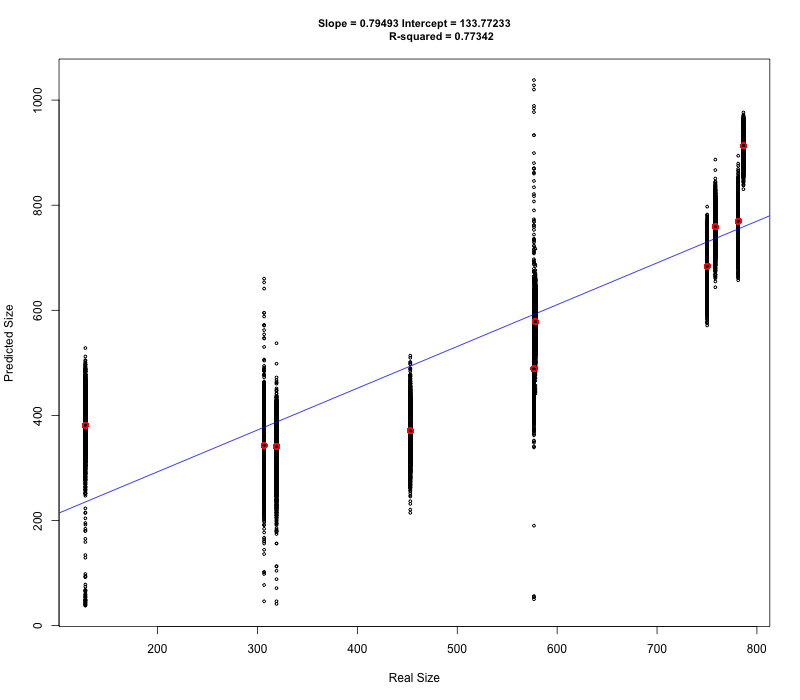 Slope = 0.79493 Intercept = 133.77233
R-squared = 0.77342
Predicted Size
1000
800
600
400
200
0
200 300 400 500 600 700 800
Real Size